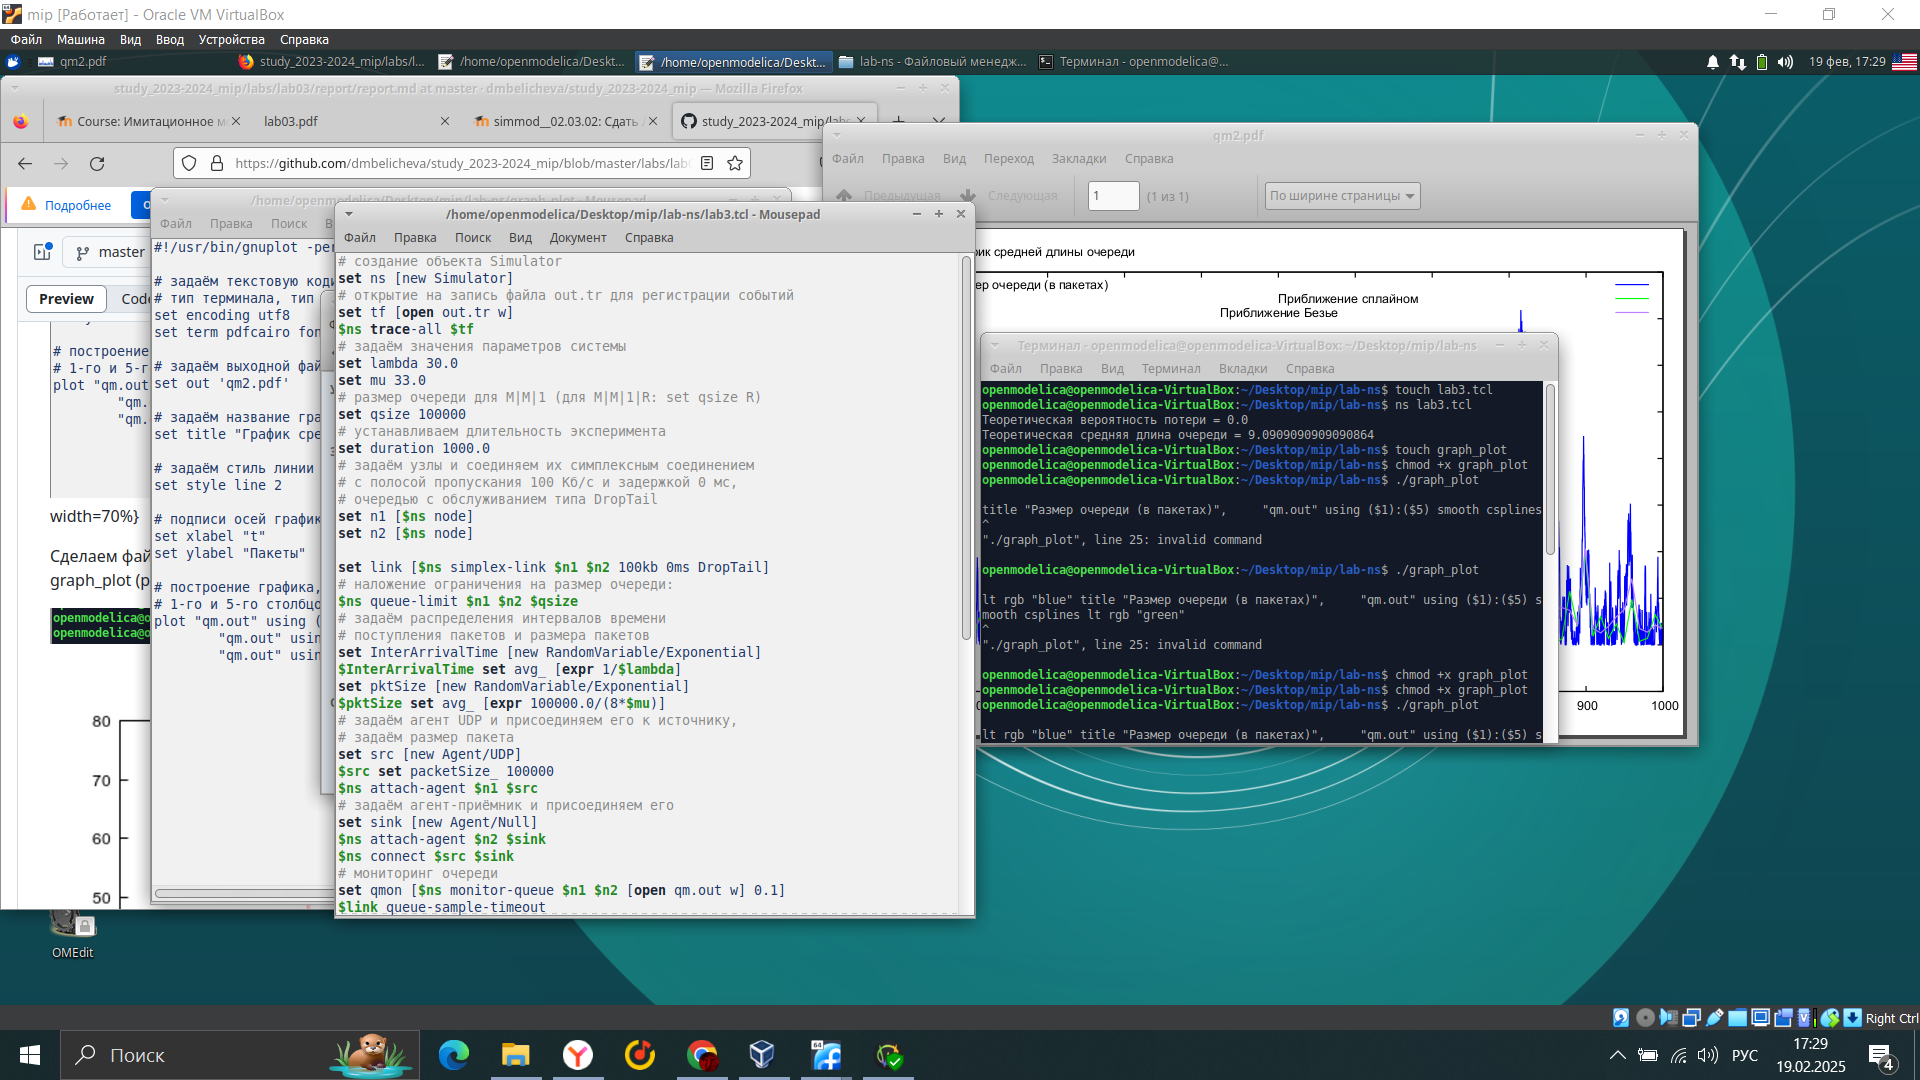 mip [Работает] - Oracle VM VirtualBox
Файл Машина Вид Ввод Устройства Справка
qm2.pdf study_2023-2024_mip/labs/l... /home/openmodelica/Deskt... /home/openmodelica/Deskt... lab-ns - Файловый менедж... Терминал - openmodelica@... 19 фев, 17:29
study_2023-2024_mip/labs/lab03/report/report.md at master · dmbelicheva/study_2023-2024_mip — Mozilla Firefox
Course: Имитационное м
lab03.pdf
simmod__02.03.02: Сдать
study_2023-2024_mip/labs
https://github.com/dmbelicheva/study_2023-2024_mip/blob/master/labs/lab
Подробнее
master
Preview Cod
# построение
# 1-го и 5-г
plot "qm.out
"qm.
"qm.
width=70%}
Сделаем фай
graph_plot (р
openmodelica@o
openmodelica@o
80
70
60
50
OMEdit
/home/openmodelica/Desktop/mip/lab-ns/graph_plot - Mousepad
Файл Правка Поиск В
#!/usr/bin/gnuplot -per
# задаём текстовую коди
# тип терминала, тип
set encoding utf8
set term pdfcairo fon
# задаём выходной фай
set out 'qm2.pdf'
# задаём название гра
set title "График сре
# задаём стиль линии
set style line 2
# подписи осей график
set xlabel "t"
set ylabel "Пакеты"
# построение графика,
# 1-го и 5-го столбцо
plot "qm.out" using (
"qm.out" usin
"qm.out" usin
/home/openmodelica/Desktop/mip/lab-ns/lab3.tcl - Mousepad
Файл Правка Поиск Вид Документ Справка
# создание объекта Simulator
set ns [new Simulator]
# открытие на запись файла out.tr для регистрации событий
set tf [open out.tr w]
$ns trace-all $tf
# задаём значения параметров системы
set lambda 30.0
set mu 33.0
# размер очереди для M|M|1 (для M|M|1|R: set qsize R)
set qsize 100000
# устанавливаем длительность эксперимента
set duration 1000.0
# задаём узлы и соединяем их симплексным соединением
# с полосой пропускания 100 Кб/с и задержкой 0 мс,
# очередью с обслуживанием типа DropTail
set n1 [$ns node]
set n2 [$ns node]
set link [$ns simplex-link $n1 $n2 100kb 0ms DropTail]
# наложение ограничения на размер очереди:
$ns queue-limit $n1 $n2 $qsize
# задаём распределения интервалов времени
# поступления пакетов и размера пакетов
set InterArrivalTime [new RandomVariable/Exponential]
$InterArrivalTime set avg_ [expr 1/$lambda]
set pktSize [new RandomVariable/Exponential]
$pktSize set avg_ [expr 100000.0/(8*$mu)]
# задаём агент UDP и присоединяем его к источнику,
# задаём размер пакета
set src [new Agent/UDP]
$src set packetSize_ 100000
$ns attach-agent $n1 $src
# задаём агент-приёмник и присоединяем его
set sink [new Agent/Null]
$ns attach-agent $n2 $sink
$ns connect $src $sink
# мониторинг очереди
set qmon [$ns monitor-queue $n1 $n2 [open qm.out w] 0.1]
$link queue-sample-timeout
qm2.pdf
Файл Правка Вид Переход Закладки Справка
Предыдущая Следующая 1 (1 из 1) По ширине страницы
ик средней длины очереди
ер очереди (в пакетах)
Приближение сплайном
Приближение Безье
900 1000
Терминал - openmodelica@openmodelica-VirtualBox: ~/Desktop/mip/lab-ns
Файл Правка Вид Терминал Вкладки Справка
openmodelica@openmodelica-VirtualBox:~/Desktop/mip/lab-ns$ touch lab3.tcl
openmodelica@openmodelica-VirtualBox:~/Desktop/mip/lab-ns$ ns lab3.tcl
Теоретическая вероятность потери = 0.0
Теоретическая средняя длина очереди = 9.0909090909090864
openmodelica@openmodelica-VirtualBox:~/Desktop/mip/lab-ns$ touch graph_plot
openmodelica@openmodelica-VirtualBox:~/Desktop/mip/lab-ns$ chmod +x graph_plot
openmodelica@openmodelica-VirtualBox:~/Desktop/mip/lab-ns$ ./graph_plot
title "Размер очереди (в пакетах)", "qm.out" using ($1):($5) smooth csplines
^
"./graph_plot", line 25: invalid command
openmodelica@openmodelica-VirtualBox:~/Desktop/mip/lab-ns$ ./graph_plot
lt rgb "blue" title "Размер очереди (в пакетах)", "qm.out" using ($1):($5) s
mooth csplines lt rgb "green"
^
"./graph_plot", line 25: invalid command
openmodelica@openmodelica-VirtualBox:~/Desktop/mip/lab-ns$ chmod +x graph_plot
openmodelica@openmodelica-VirtualBox:~/Desktop/mip/lab-ns$ chmod +x graph_plot
openmodelica@openmodelica-VirtualBox:~/Desktop/mip/lab-ns$ ./graph_plot
lt rgb "blue" title "Размер очереди (в пакетах)", "qm.out" using ($1):($5) s
Right Ctrl
Поиск
64
РУС
17:29
19.02.2025
4